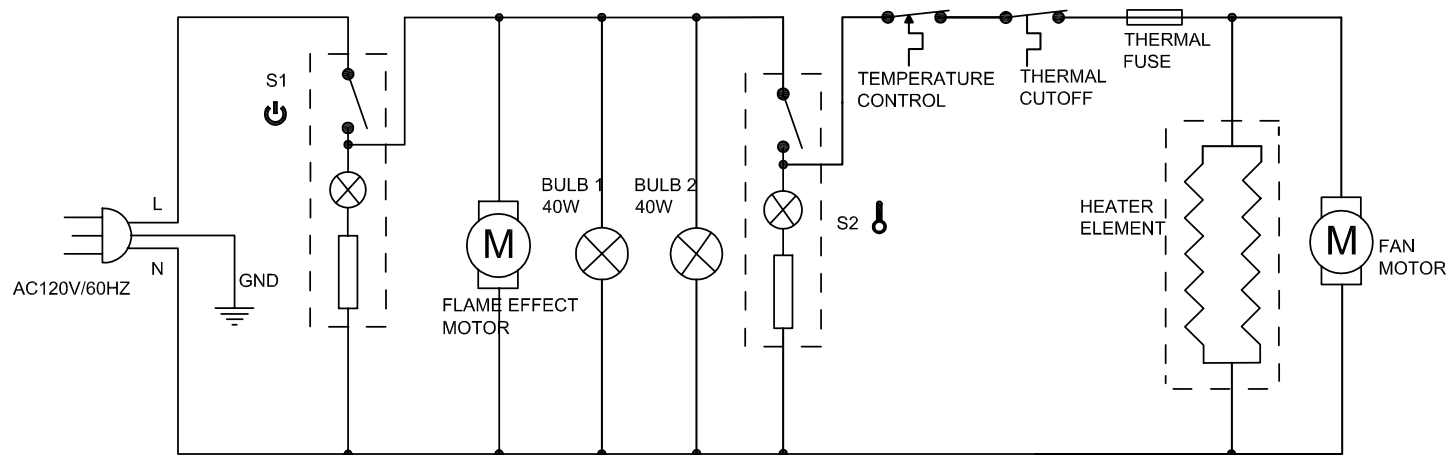 S1
L
N
AC120V/60HZ
GND
M
FLAME EFFECT
MOTOR
BULB 1
40W
BULB 2
40W
S2
TEMPERATURE
CONTROL
THERMAL
CUTOFF
THERMAL
FUSE
HEATER
ELEMENT
M
FAN
MOTOR